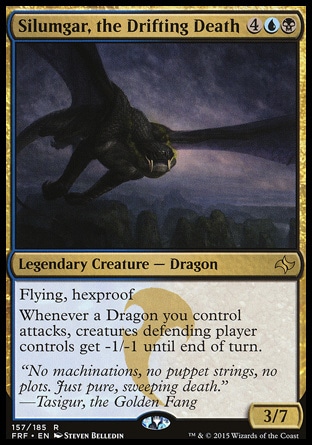 Silumgar, the Drifting Death 4
Legendary Creature — Dragon
Flying, hexproof
Whenever a Dragon you control
attacks, creatures defending player
controls get -1/-1 until end of turn.
"No machinations, no puppet strings, no
plots. Just pure, sweeping death."
—Tasigur, the Golden Fang
3/7
157/185 R
FRF • EN Steven Belledin
™ & © 2015 Wizards of the Coast